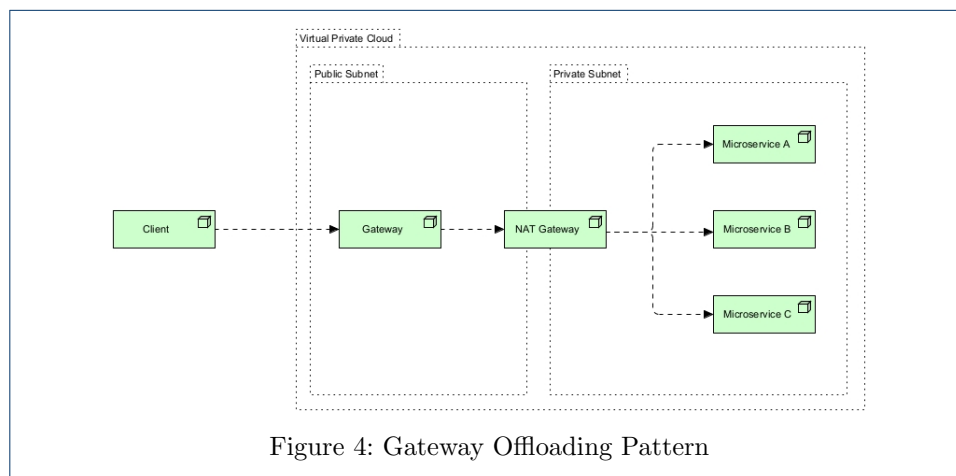 Virtual Private Cloud
Public Subnet
Private Subnet
Microservice A
Client
Gateway
NAT Gateway
Microservice B
Microservice C
Figure 4: Gateway Offloading Pattern